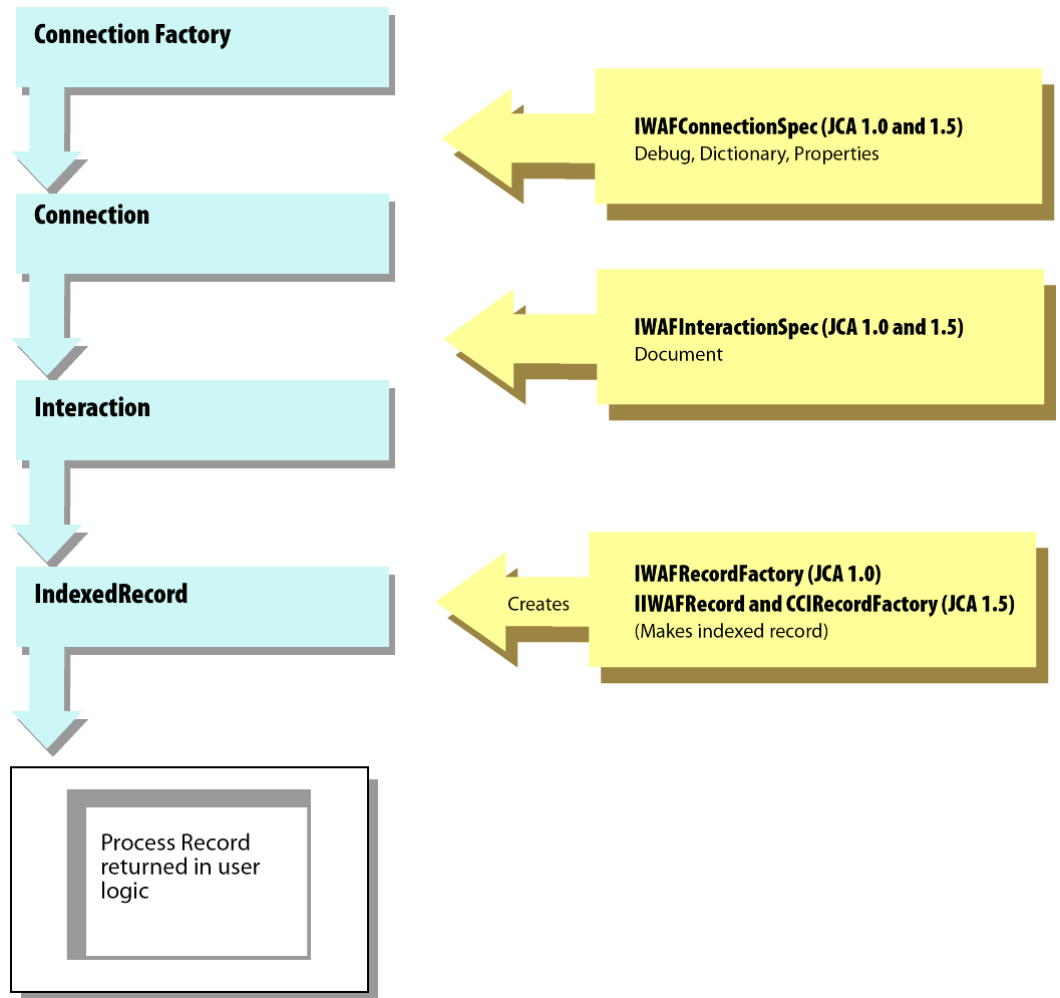 Connection Factory
IWAFConnectionSpec (JCA 1.0 and 1.5)
Debug, Dictionary, Properties
Connection
IWAFInteractionSpec (JCA 1.0 and 1.5)
Document
Interaction
IWAFRecordFactory (JCA 1.0)
IIWAFRecord and CCIRecordFactory (JCA 1.5)
(Makes indexed record)
Creates
IndexedRecord
Process Record
returned in user
logic